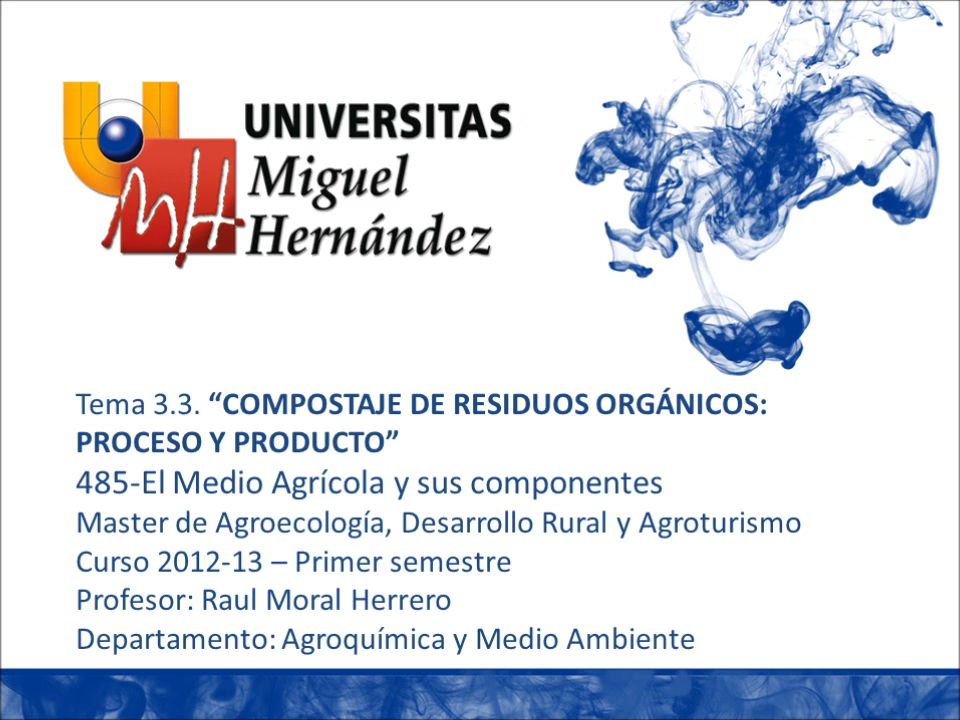 UMH
UNIVERSITAS
Miguel
Hernández
Tema 3.3. “COMPOSTAJE DE RESIDUOS ORGÁNICOS:
PROCESO Y PRODUCTO”
485-El Medio Agrícola y sus componentes
Master de Agroecología, Desarrollo Rural y Agroturismo
Curso 2012-13 – Primer semestre
Profesor: Raul Moral Herrero
Departamento: Agroquímica y Medio Ambiente